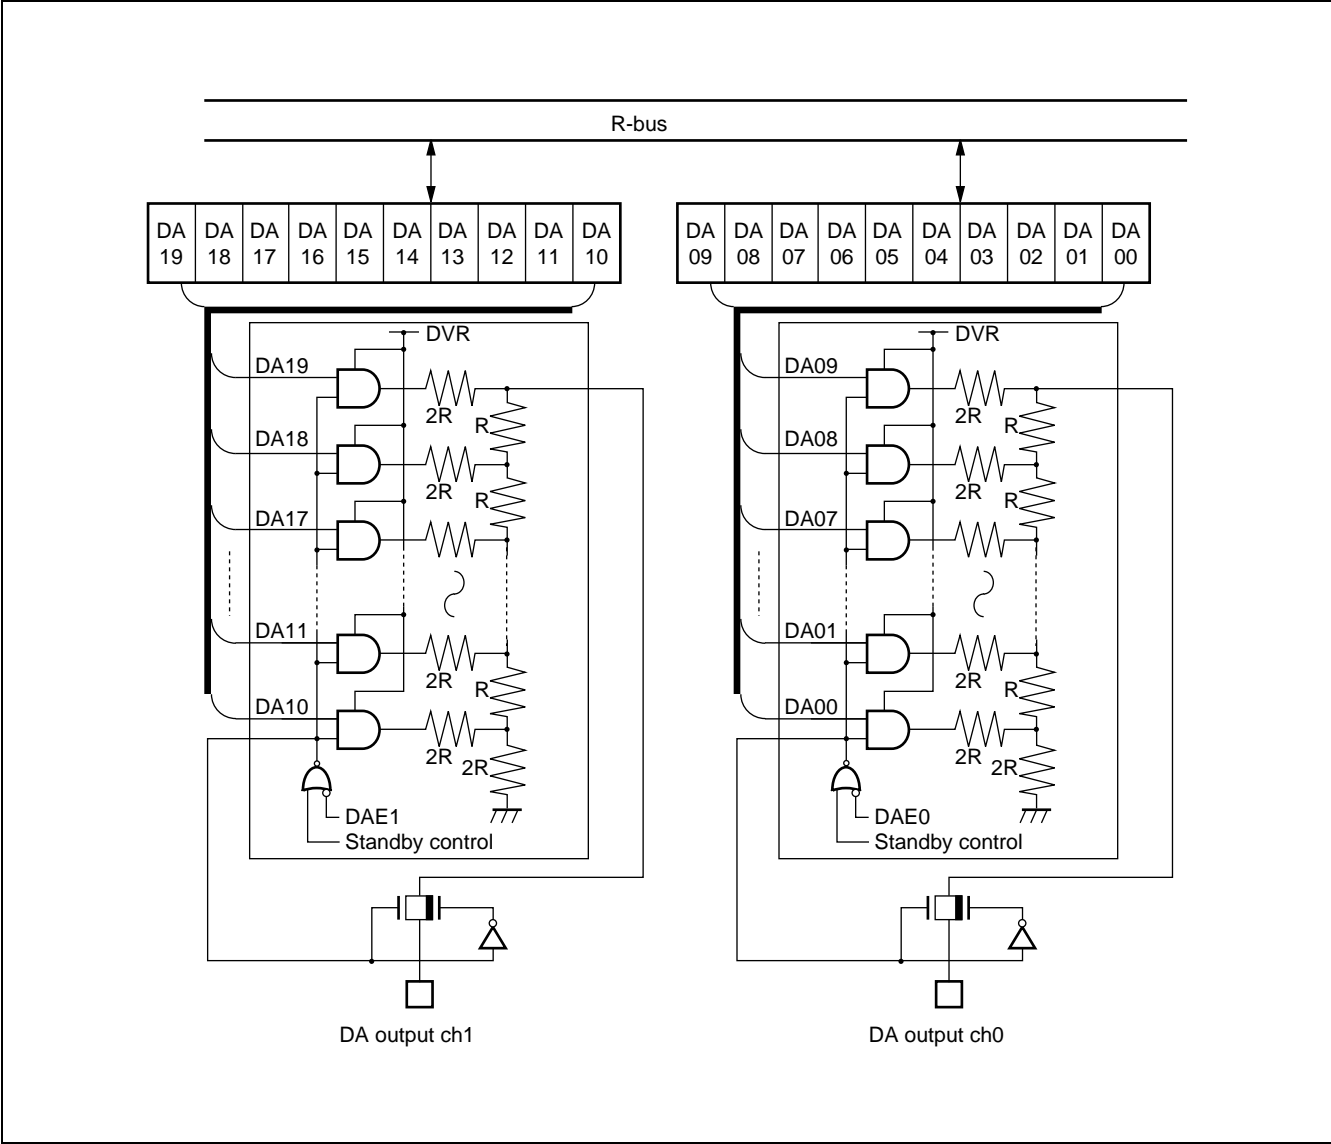 R-bus
DA 19 DA 18 DA 17 DA 16 DA 15 DA 14 DA 13 DA 12 DA 11 DA 10
DA 09 DA 08 DA 07 DA 06 DA 05 DA 04 DA 03 DA 02 DA 01 DA 00
DVR
DA19
2R
R
DA18
2R
R
DA17
DA11
2R
R
DA10
2R
2R
DAE1
Standby control
DA output ch1
DVR
DA09
2R
R
DA08
2R
R
DA07
DA01
2R
R
DA00
2R
2R
DAE0
Standby control
DA output ch0